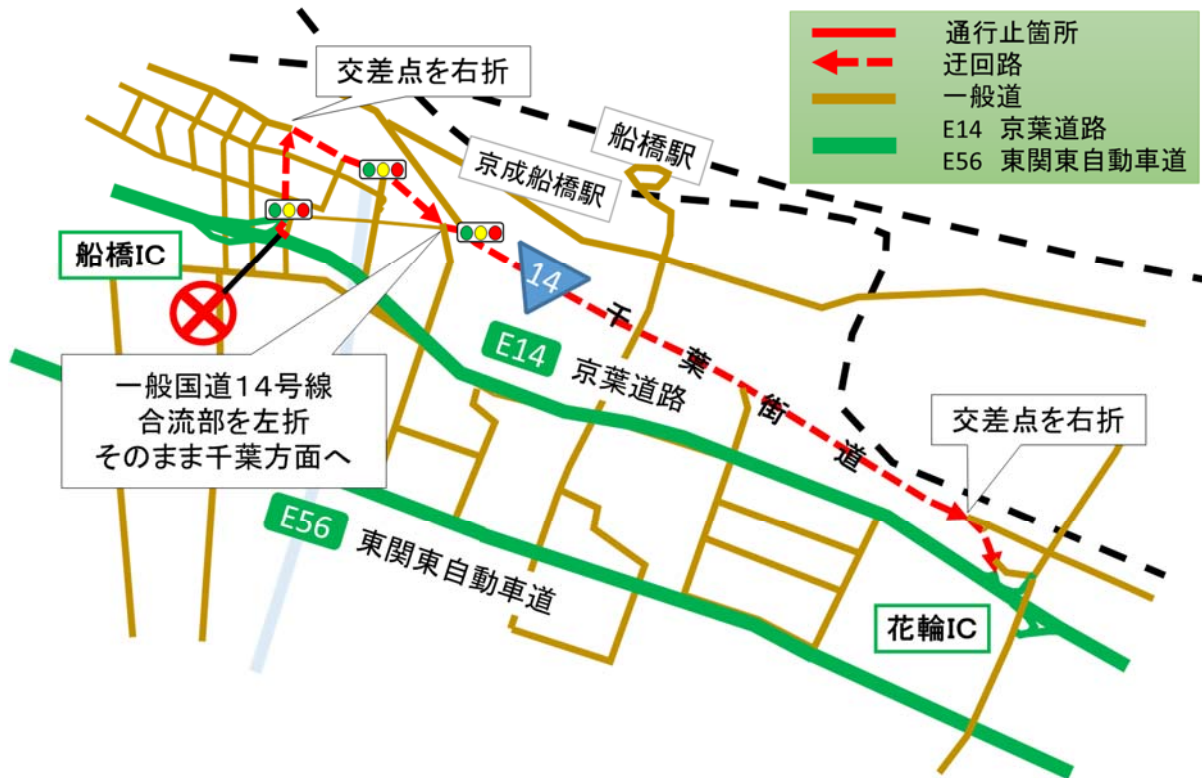 通行止箇所
迂回路
一般道
E14 京葉道路
E56 東関東自動車道
交差点を右折
船橋駅
京成船橋駅
船橋IC
14
千葉街道
E14
京葉道路
一般国道14号線
合流部を左折
そのまま千葉方面へ
交差点を右折
E56
東関東自動車道
花輪IC